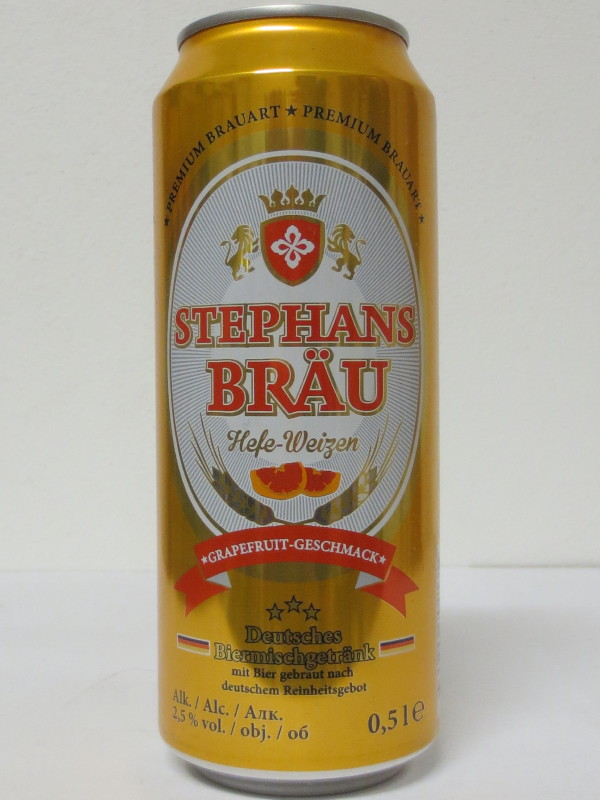 ★ PREMIUM BRAUART ★ PREMIUM BRAUART ★
STEPHANS
BRÄU
Hefe-Weizen
★GRAPEFRUIT-GESCHMACK★
Deutsches
Biermischgetränk
mit Bier gebraut nach
deutschem Reinheitsgebot
Alk. / Alc. / Алк.
2,5 % vol. / obj. / об
0,5 l e